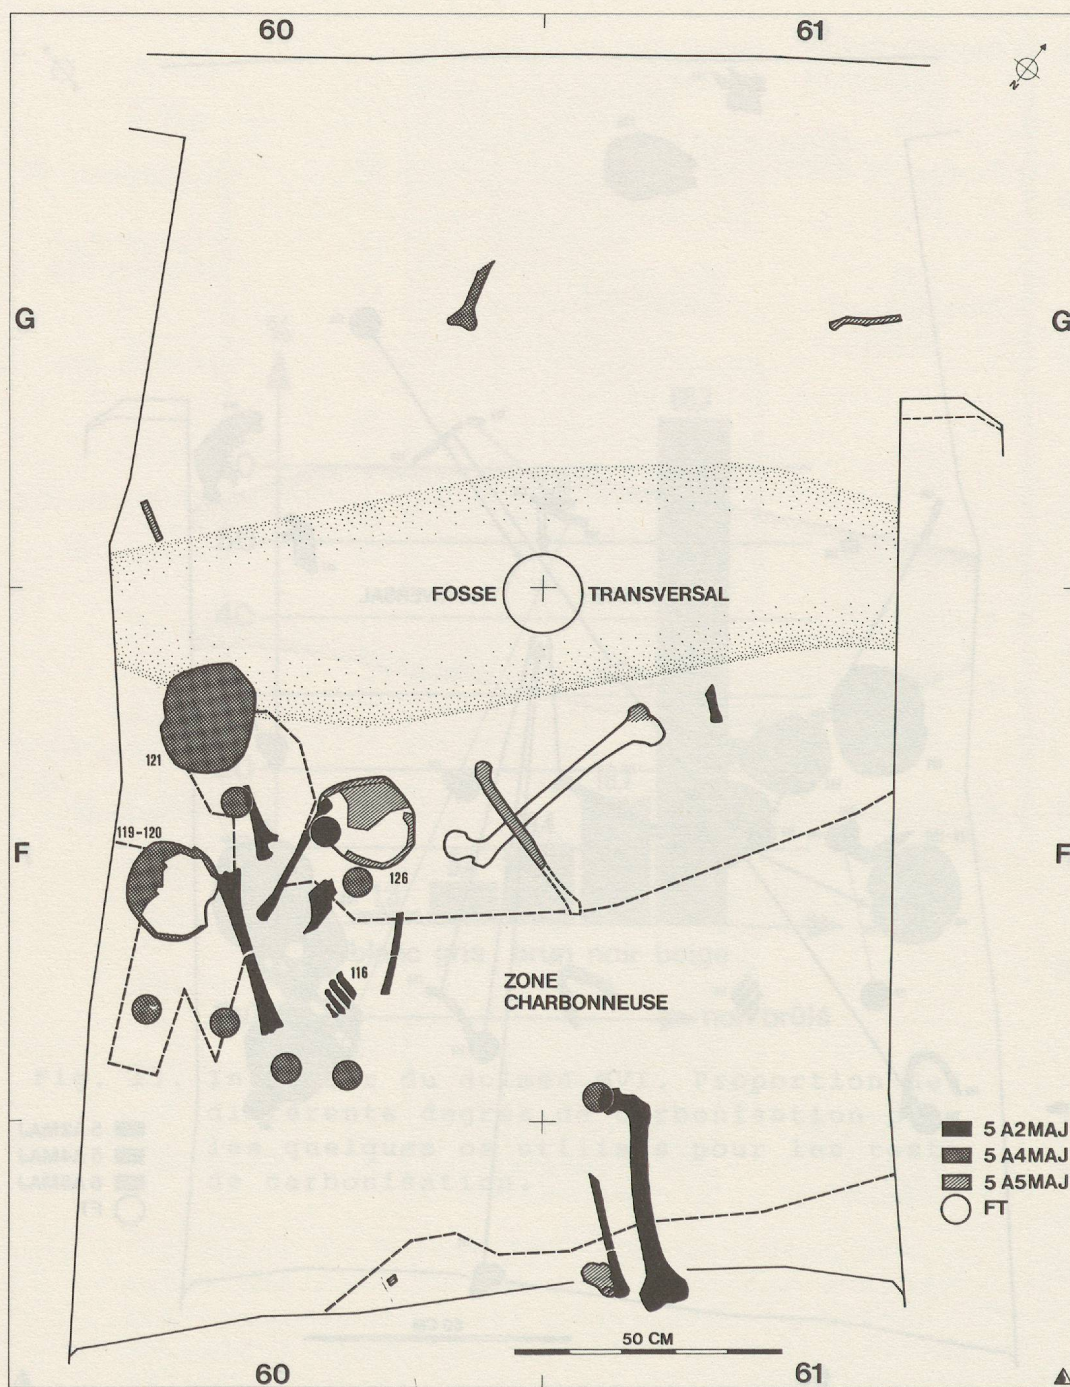 60 61
N
G G
FOSSE TRANSVERSAL
121
119-120
F F
126
116
ZONE
CHARBONNEUSE
5 A2MAJ
5 A4MAJ
5 A5MAJ
FT
50 CM
60 61